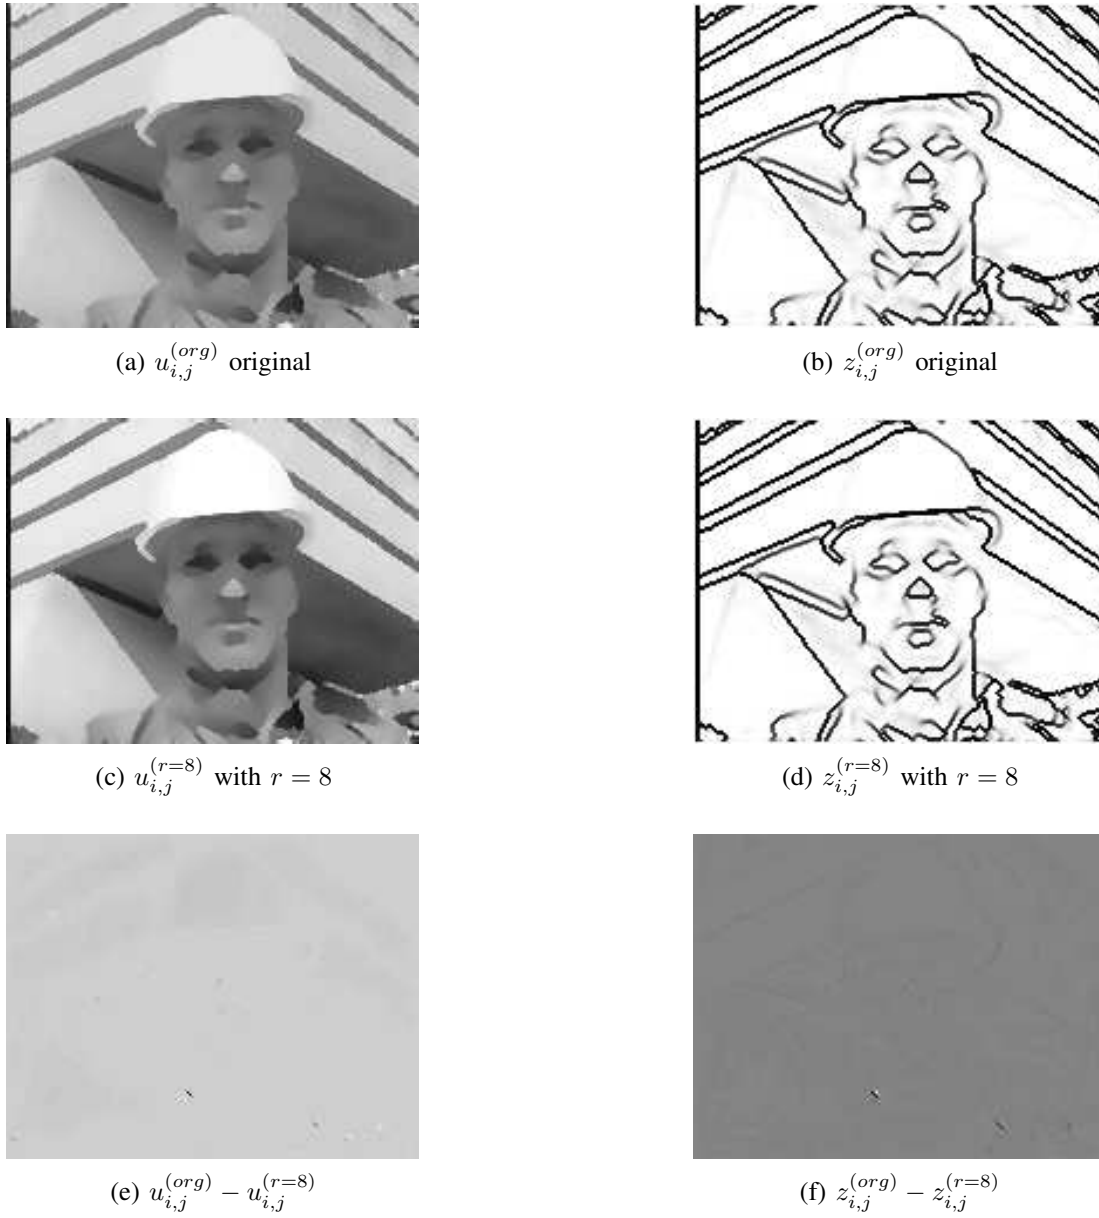 (a) $u_{i,j}^{(org)}$ original
(b) $z_{i,j}^{(org)}$ original
(c) $u_{i,j}^{(r=8)}$ with $r = 8$
(d) $z_{i,j}^{(r=8)}$ with $r = 8$
(e) $u_{i,j}^{(org)} - u_{i,j}^{(r=8)}$
(f) $z_{i,j}^{(org)} - z_{i,j}^{(r=8)}$